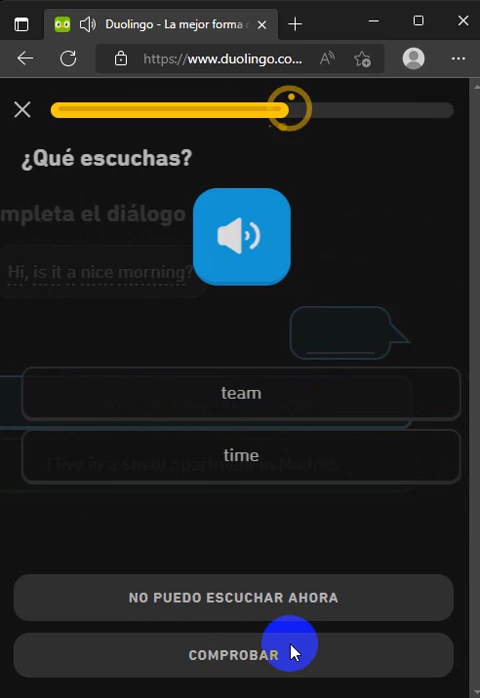 Duolingo - La mejor forma
https://www.duolingo.co...
¿Qué escuchas?
mpleta el diálogo
Hi, is it a nice morning?
team
time
I live in a small apartment in Madrid.
NO PUEDO ESCUCHAR AHORA
COMPROBAR